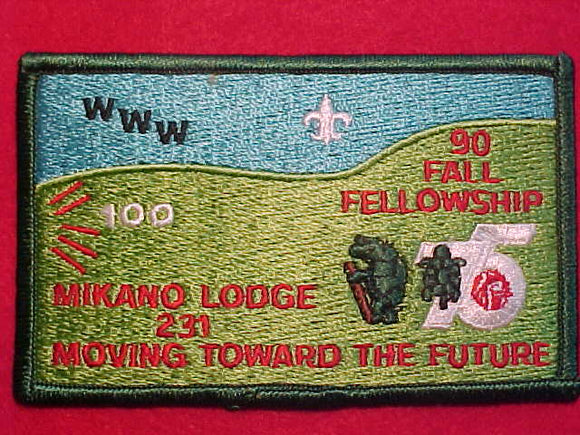 WWW
90
FALL
FELLOWSHIP
100
75
MIKANO LODGE
231
MOVING TOWARD THE FUTURE